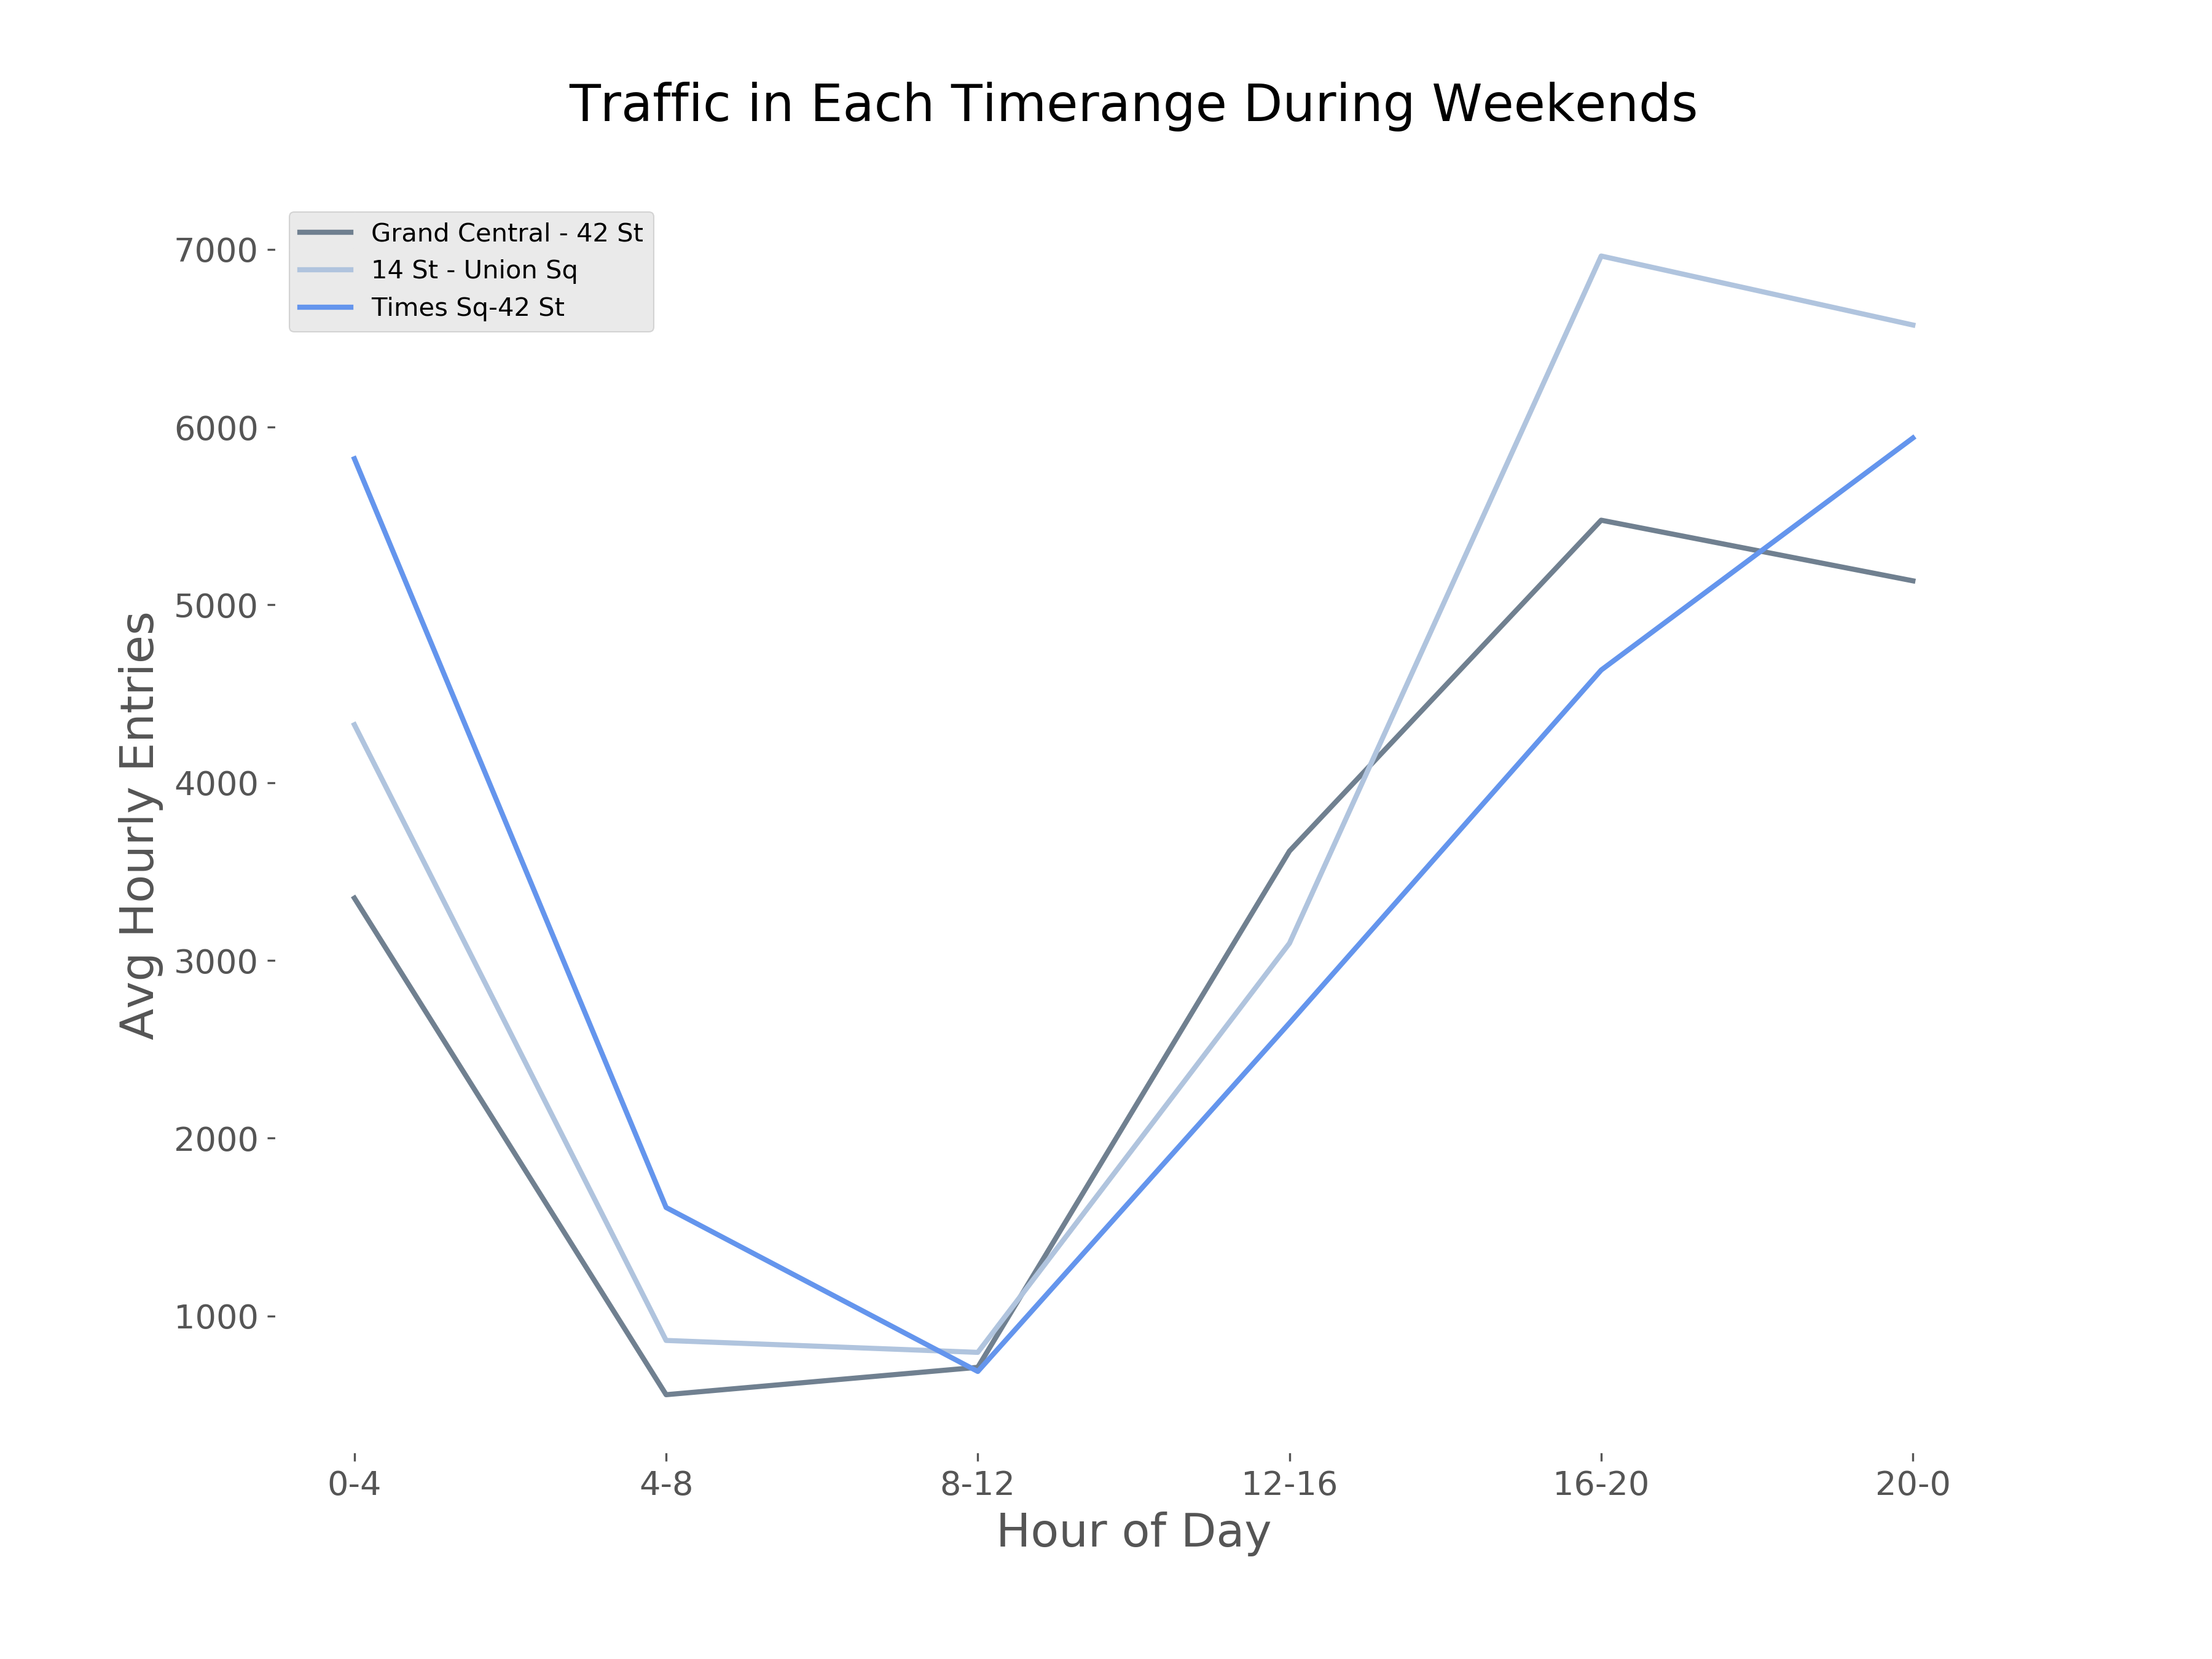 Traffic in Each Timerange During Weekends
Grand Central - 42 St
14 St - Union Sq
Times Sq-42 St
7000
6000
5000
4000
3000
2000
1000
Avg Hourly Entries
0-4
4-8
8-12
12-16
16-20
20-0
Hour of Day